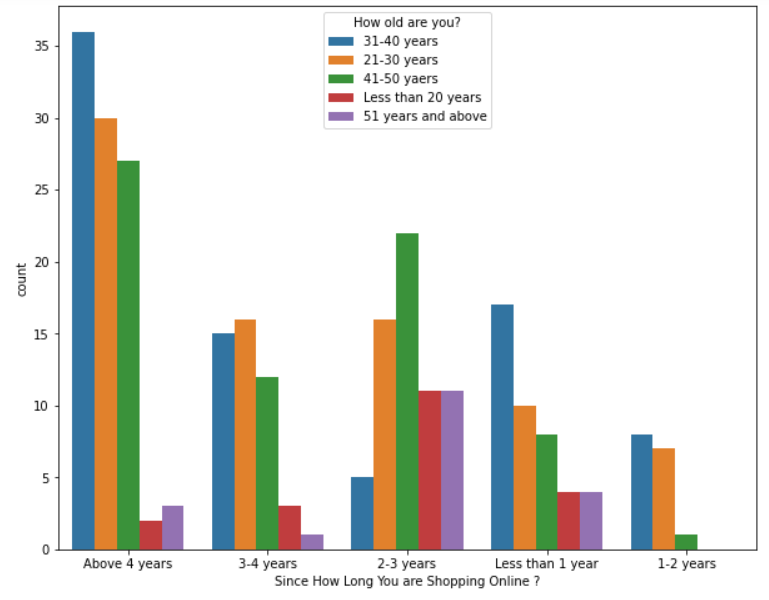 How old are you?
31-40 years
21-30 years
41-50 yaers
Less than 20 years
51 years and above
count
35
30
25
20
15
10
5
0
Above 4 years
3-4 years
2-3 years
Less than 1 year
1-2 years
Since How Long You are Shopping Online ?